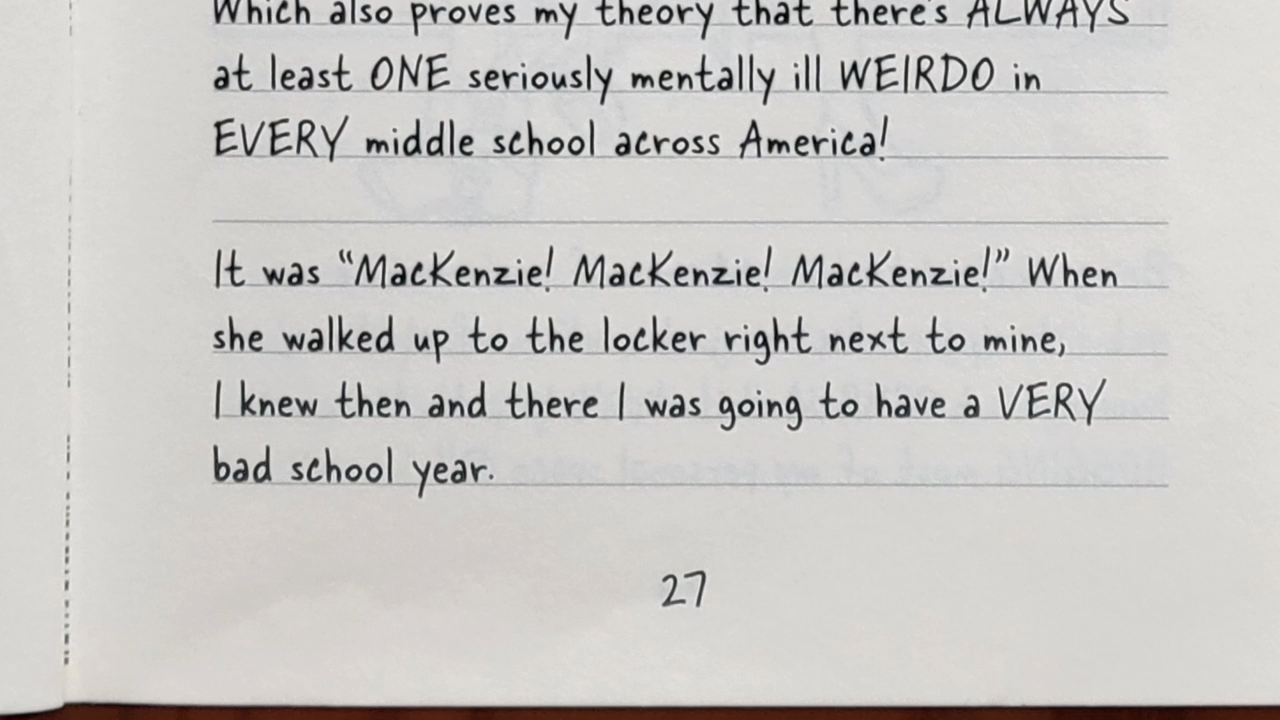 Which also proves my theory that there's ALWAYS
at least ONE seriously mentally ill WEIRDO in
EVERY middle school across America!
It was “MacKenzie! MacKenzie! MacKenzie!” When
she walked up to the locker right next to mine,
I knew then and there I was going to have a VERY
bad school year.
27